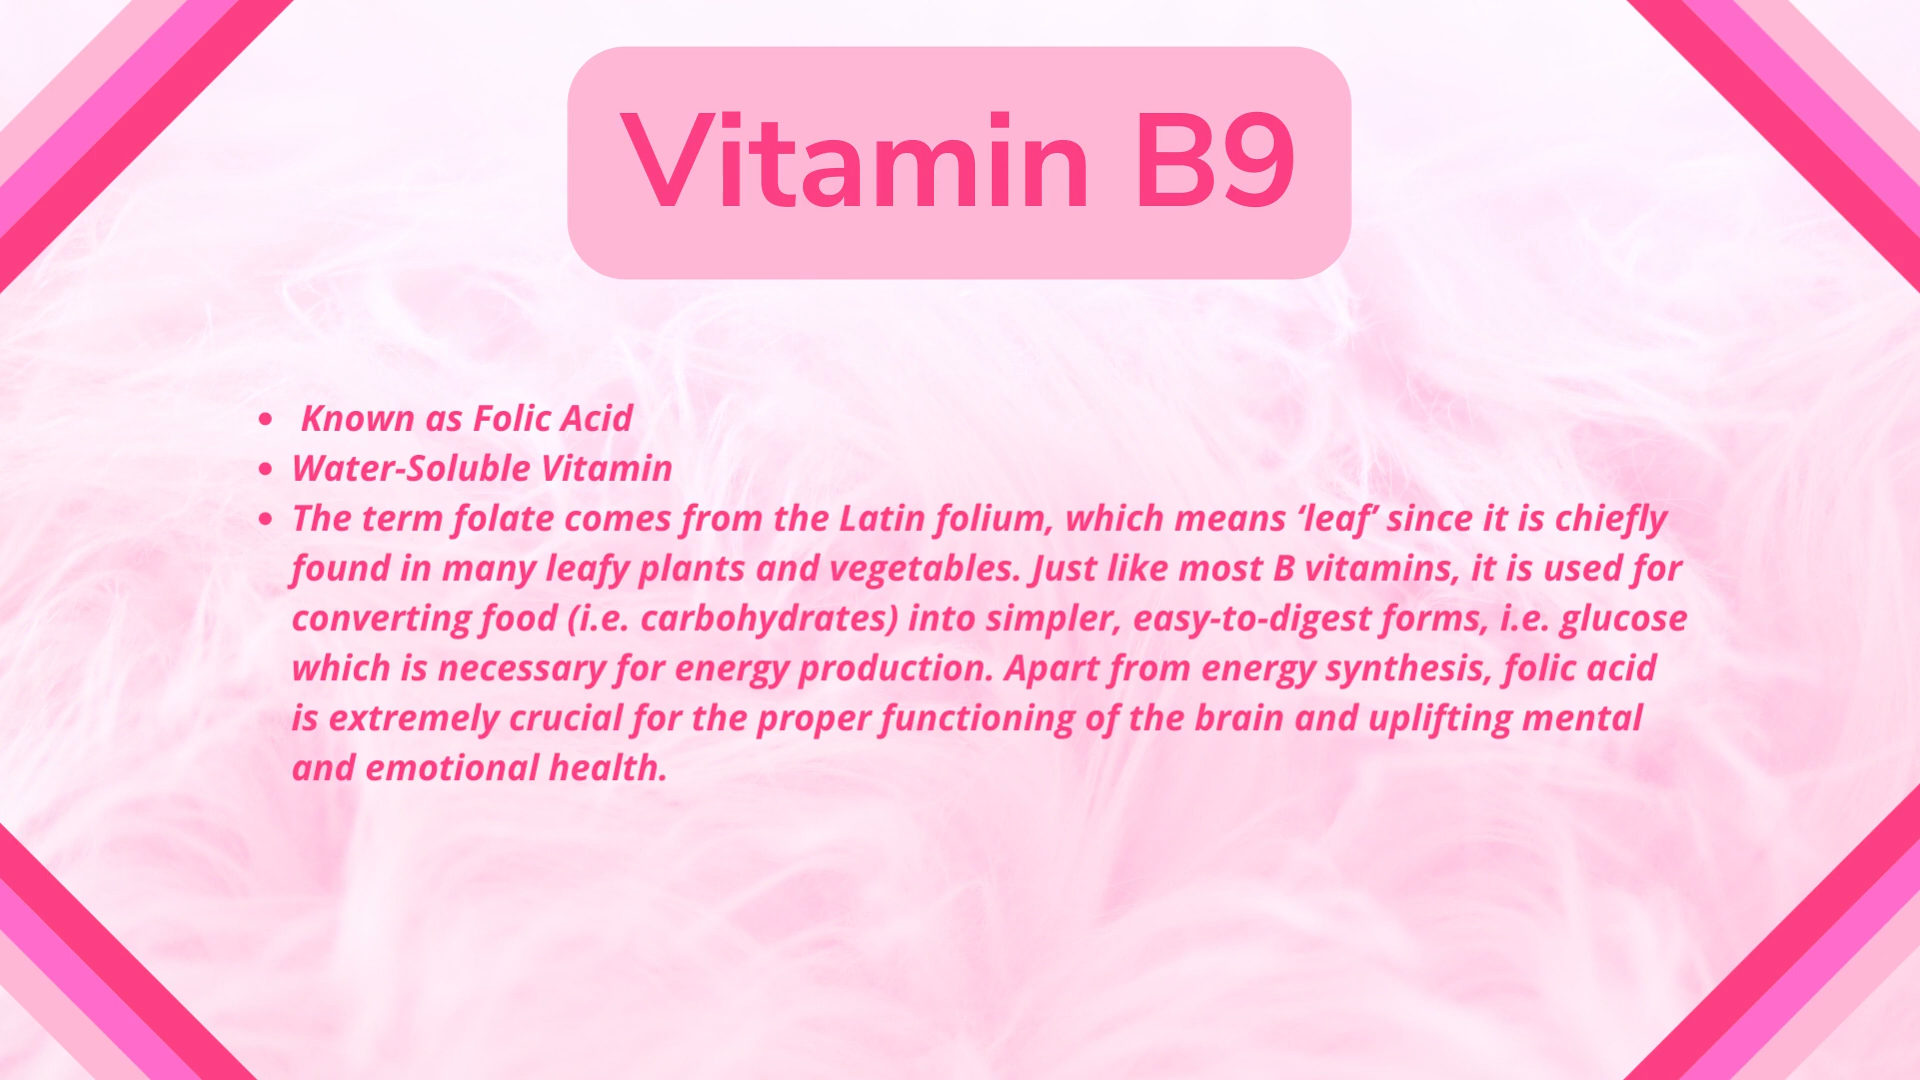 Vitamin B9
• Known as Folic Acid
• Water-Soluble Vitamin
• The term folate comes from the Latin folium, which means ‘leaf’ since it is chiefly
found in many leafy plants and vegetables. Just like most B vitamins, it is used for
converting food (i.e. carbohydrates) into simpler, easy-to-digest forms, i.e. glucose
which is necessary for energy production. Apart from energy synthesis, folic acid
is extremely crucial for the proper functioning of the brain and uplifting mental
and emotional health.